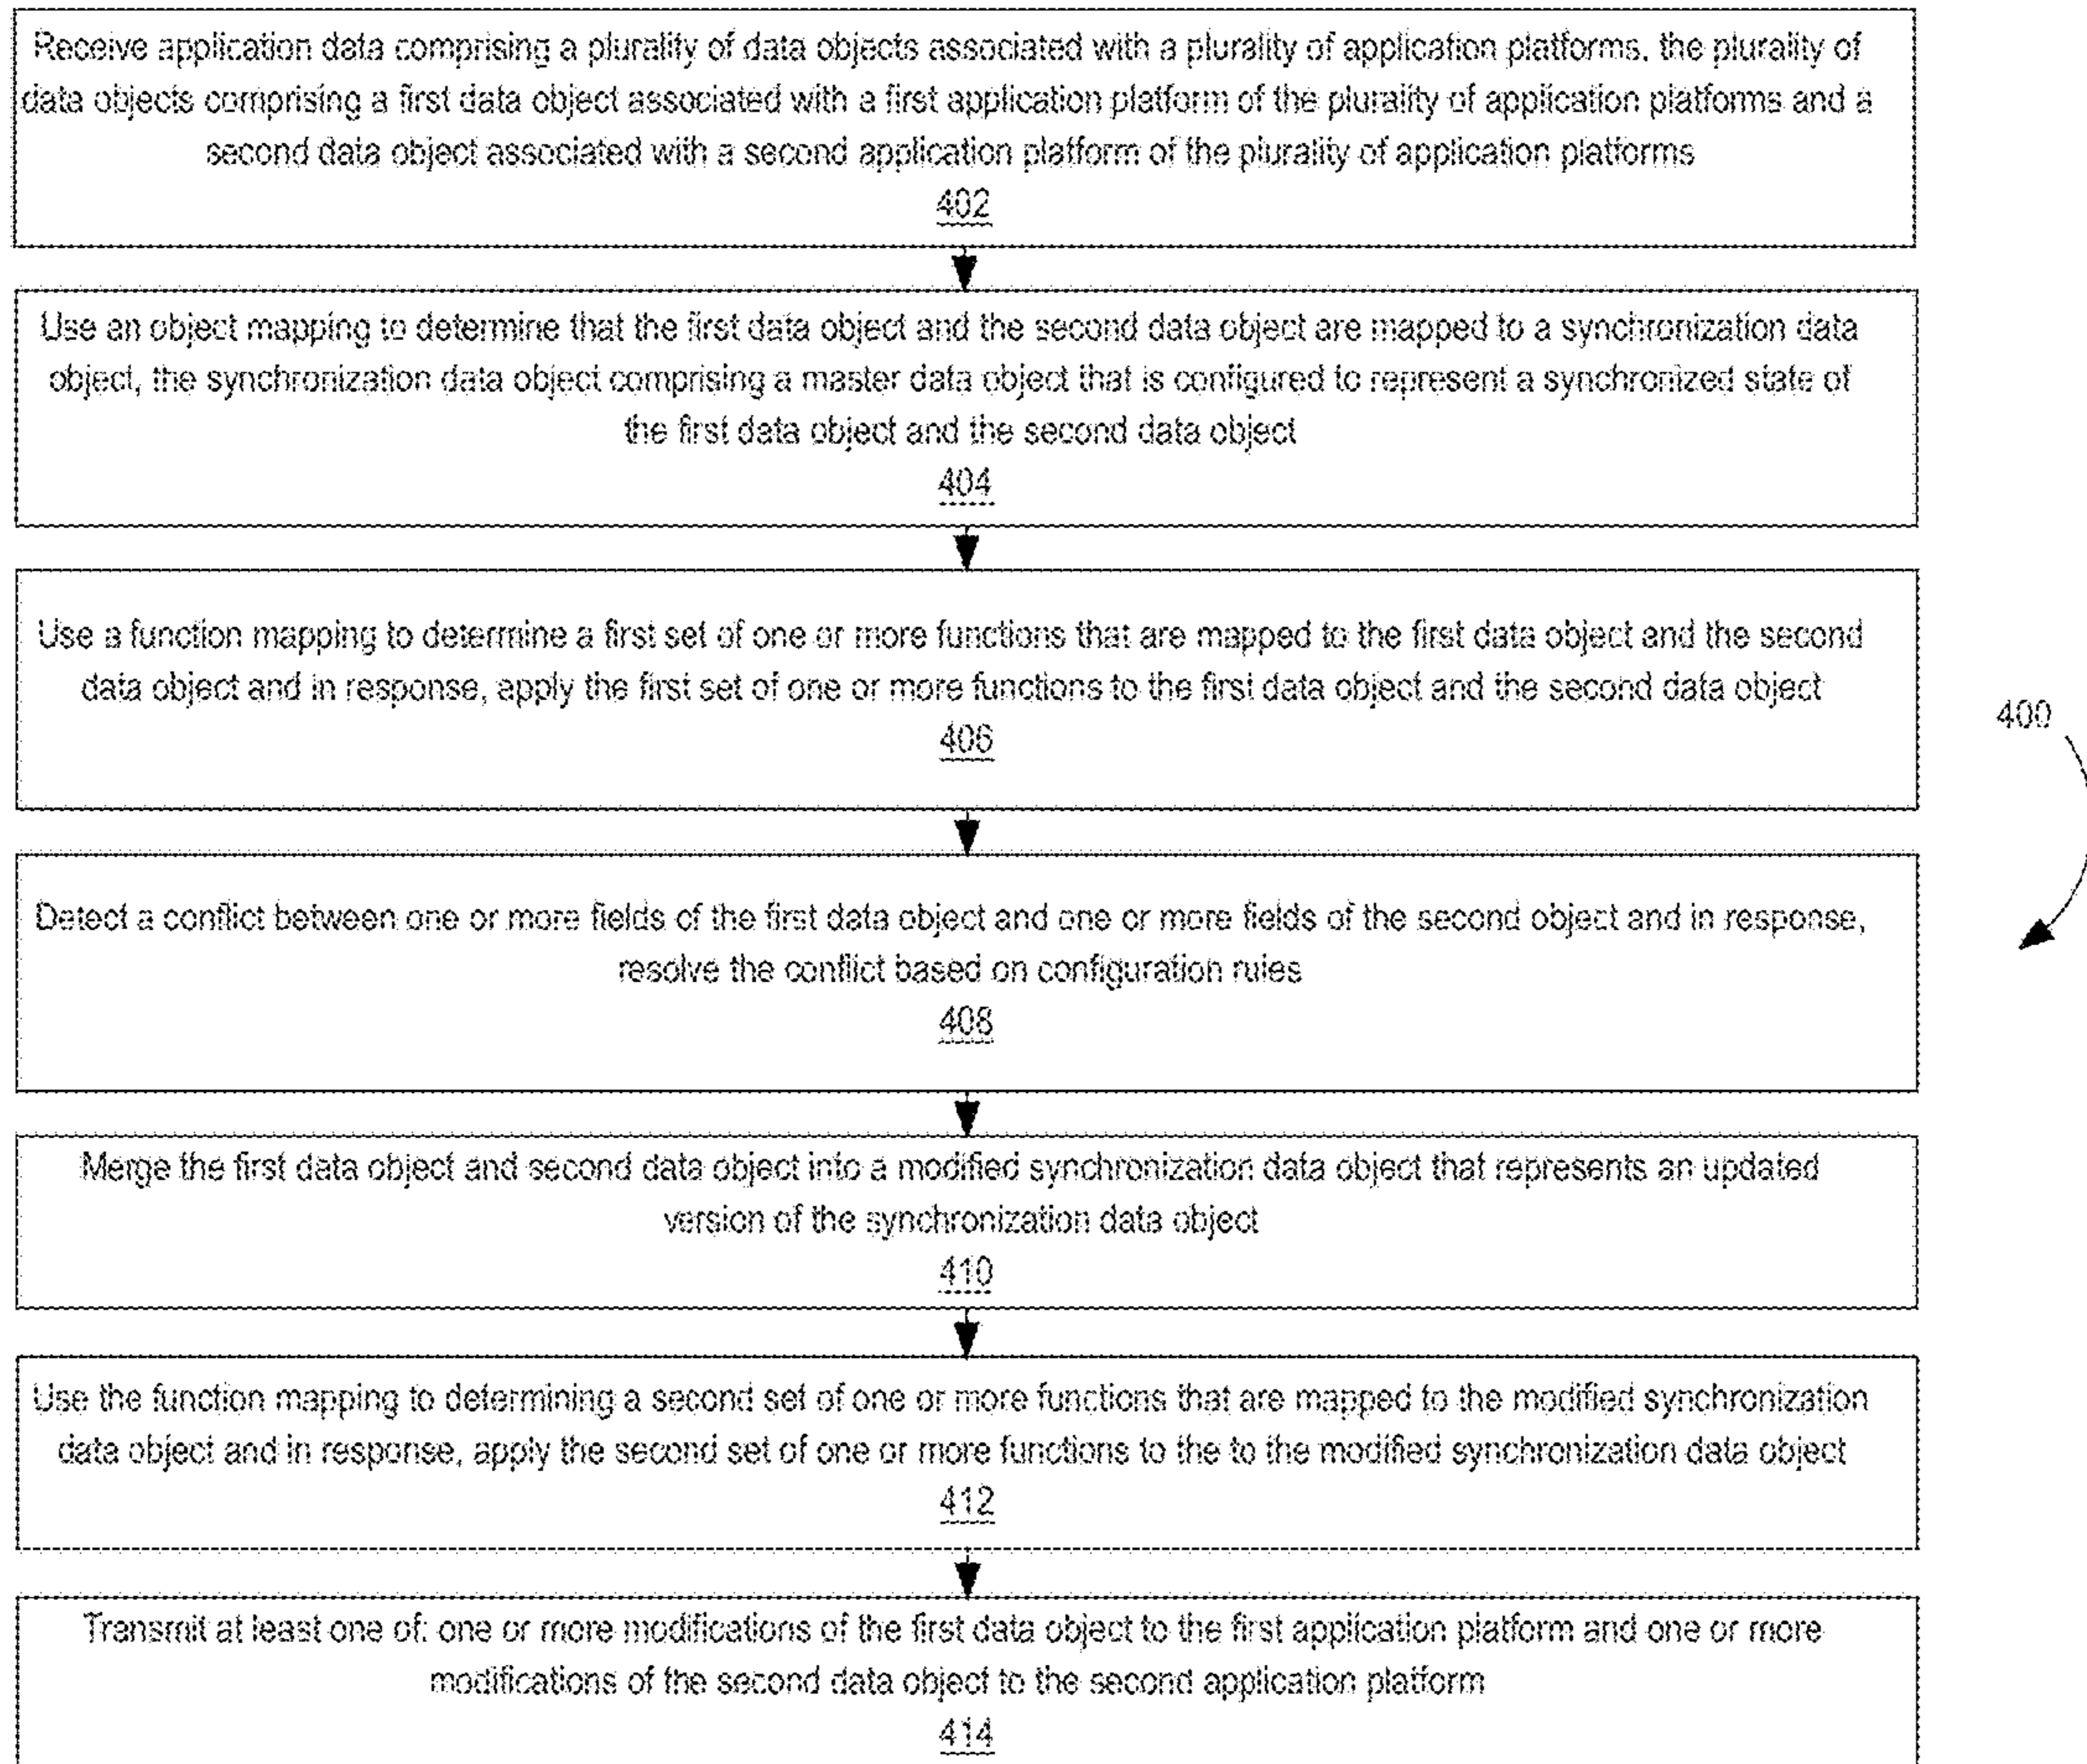 Receive application data comprising a plurality of data objects associated with a plurality of application platforms, the plurality of
data objects comprising a first data object associated with a first application platform of the plurality of application platforms and a
second data object associated with a second application platform of the plurality of application platforms
402
Use an object mapping to determine that the first data object and the second data object are mapped to a synchronization data
object, the synchronization data object comprising a master data object that is configured to represent a synchronized state of
the first data object and the second data object
404
Use a function mapping to determine a first set of one or more functions that are mapped to the first data object and the second
data object and in response, apply the first set of one or more functions to the first data object and the second data object
406
400
Detect a conflict between one or more fields of the first data object and one or more fields of the second object and in response,
resolve the conflict based on configuration rules
408
Merge the first data object and second data object into a modified synchronization data object that represents an updated
version of the synchronization data object
410
Use the function mapping to determining a second set of one or more functions that are mapped to the modified synchronization
data object and in response, apply the second set of one or more functions to the to the modified synchronization data object
412
Transmit at least one of: one or more modifications of the first data object to the first application platform and one or more
modifications of the second data object to the second application platform
414